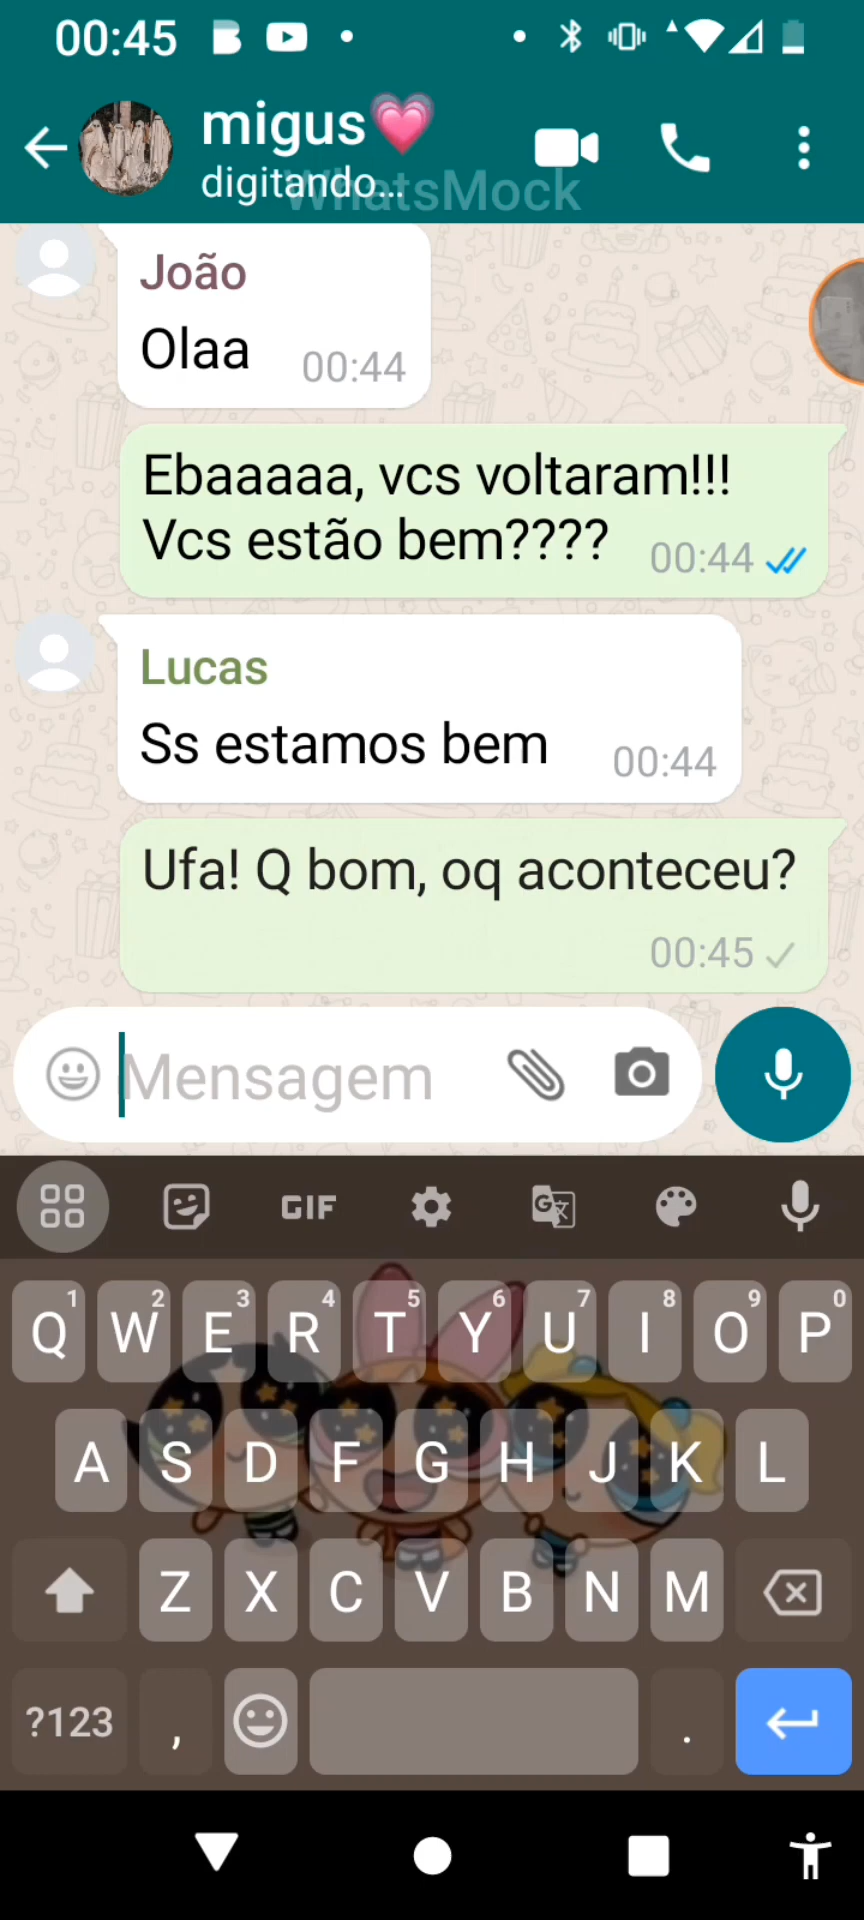 00:45
migus💗
digitando...
WhatsMock
João
Olaa
00:44
Ebaaaaa, vcs voltaram!!!
Vcs estão bem????
00:44
Lucas
Ss estamos bem
00:44
Ufa! Q bom, oq aconteceu?
00:45
Mensagem
GIF
1 2 3 4 5 6 7 8 9 0
Q W E R T Y U I O P
A S D F G H J K L
Z X C V B N M
?123 , .